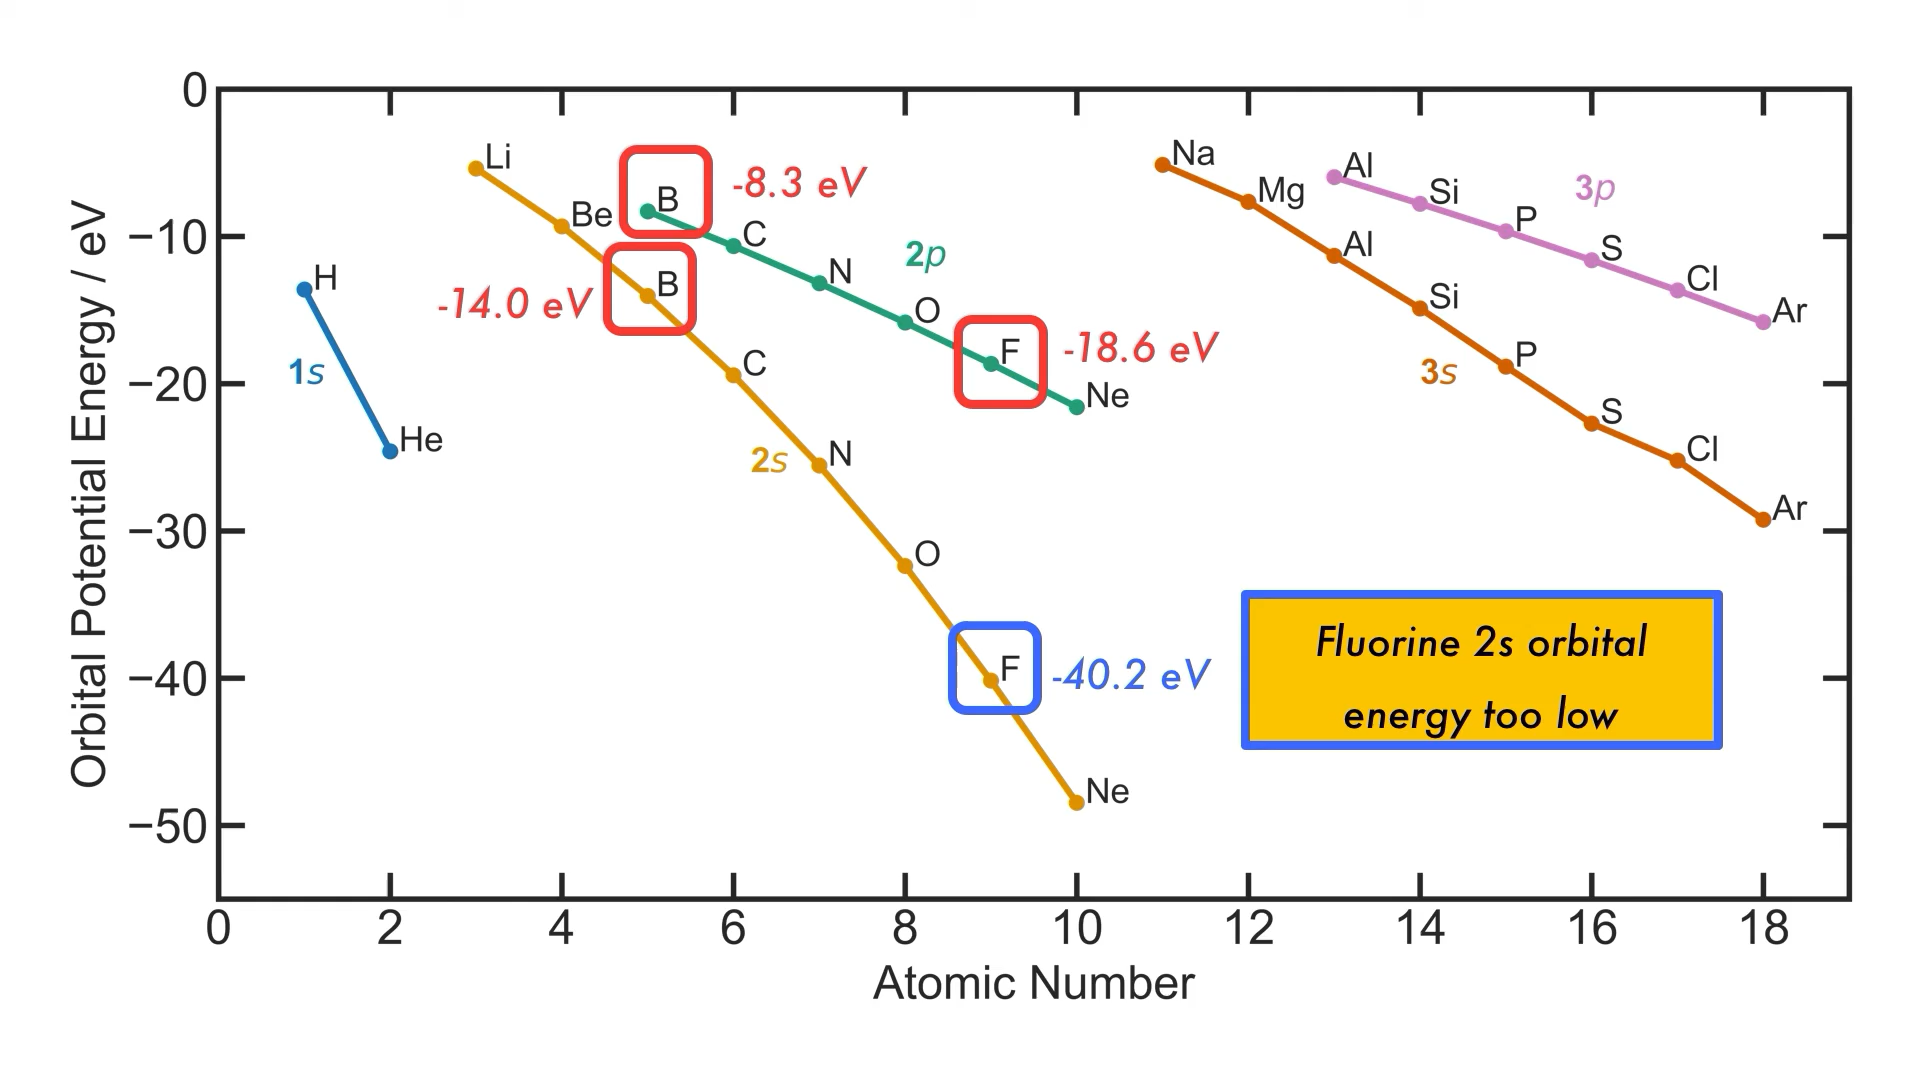 0
Li
Na
B
-8.3 eV
Al
Si
3p
Mg
Be
P
−10
C
2p
Al
S
H
B
N
Cl
-14.0 eV
Si
O
Ar
1s
C
F
-18.6 eV
P
3s
−20
Ne
S
He
2s
N
Cl
Ar
−30
O
Orbital Potential Energy / eV
F
-40.2 eV
−40
Fluorine 2s orbital
energy too low
Ne
−50
0 2 4 6 8 10 12 14 16 18
Atomic Number